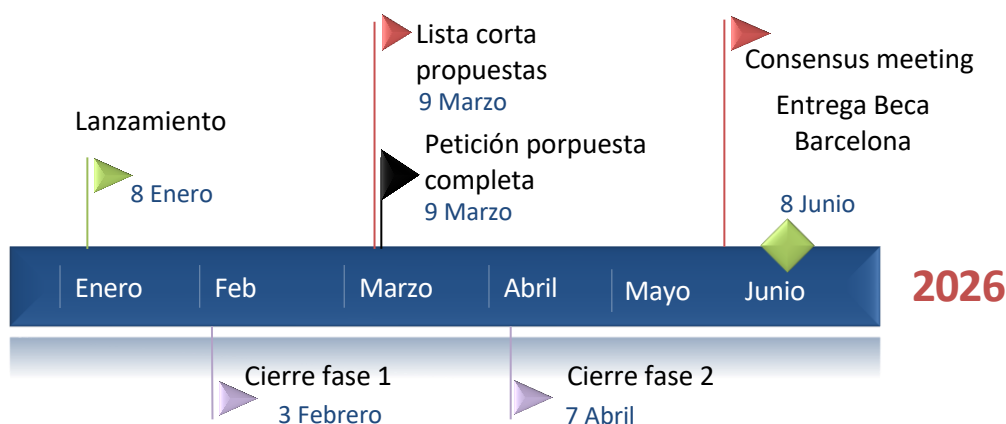 Lista corta
propuestas
9 Marzo
Consensus meeting
Entrega Beca
Barcelona
Lanzamiento
8 Enero
Petición porpuesta
completa
9 Marzo
8 Junio
Enero
Feb
Marzo
Abril
Mayo
Junio
2026
Cierre fase 1
3 Febrero
Cierre fase 2
7 Abril